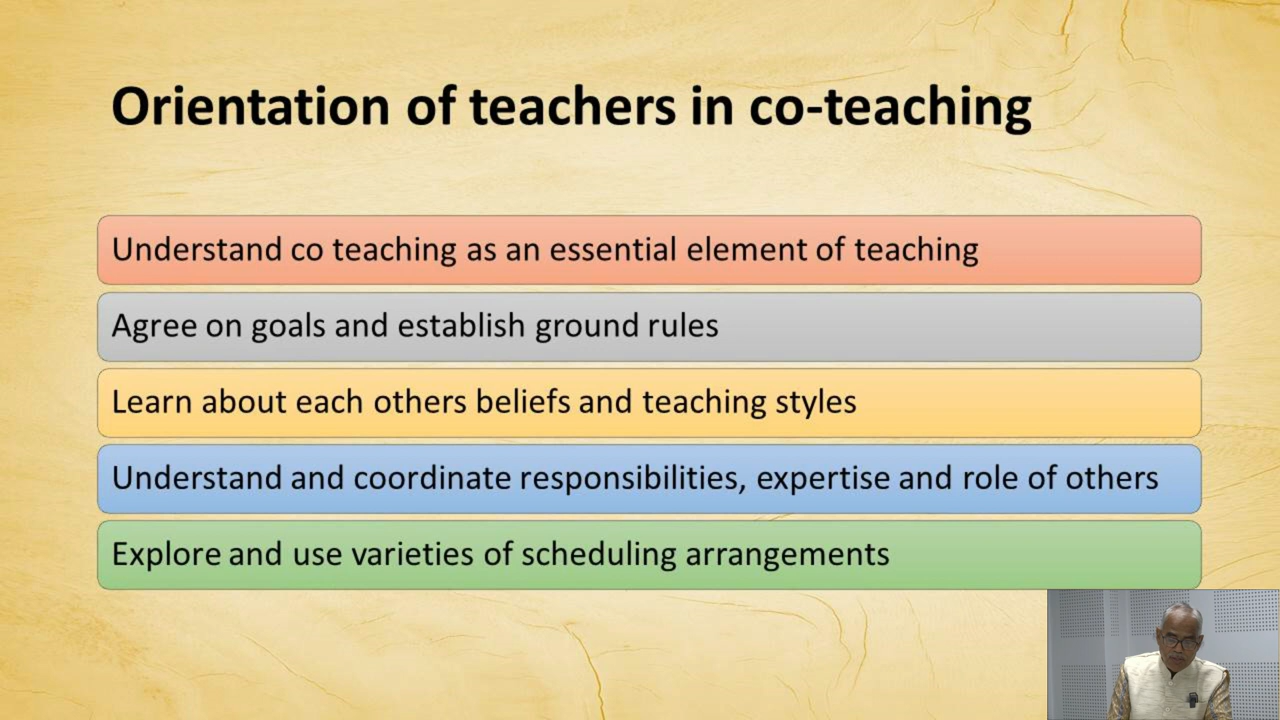 Orientation of teachers in co-teaching
Understand co teaching as an essential element of teaching
Agree on goals and establish ground rules
Learn about each others beliefs and teaching styles
Understand and coordinate responsibilities, expertise and role of others
Explore and use varieties of scheduling arrangements